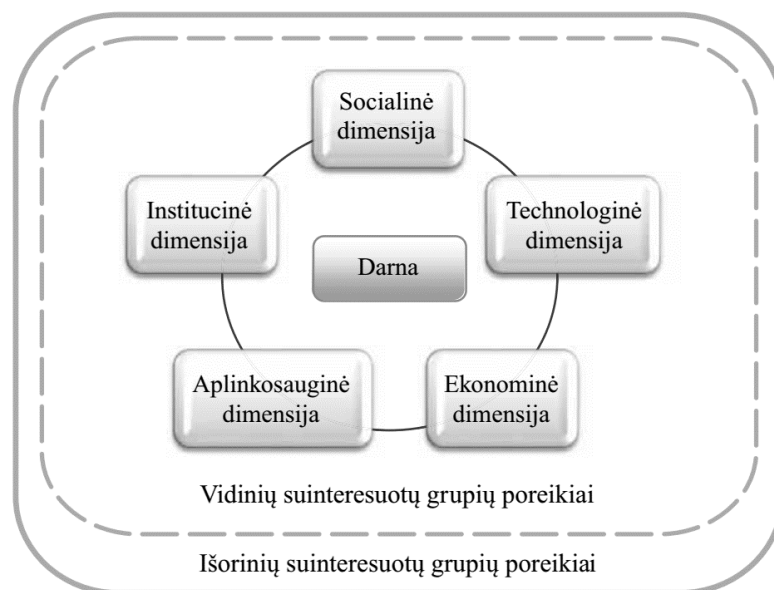 Socialinė
dimensija
Institucinė
dimensija
Technologinė
dimensija
Darna
Aplinkosauginė
dimensija
Ekonominė
dimensija
Vidinių suinteresuotų grupių poreikiai
Išorinių suinteresuotų grupių poreikiai